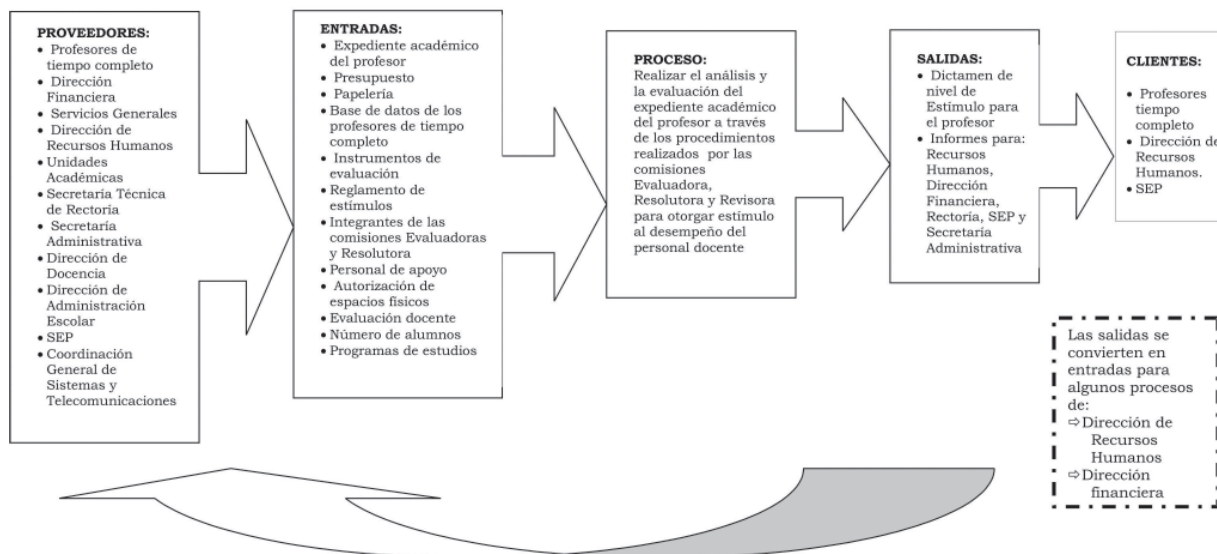 PROVEEDORES:
• Profesores de
tiempo completo
• Dirección
Financiera
• Servicios Generales
• Dirección de
Recursos Humanos
• Unidades
Académicas
• Secretaría Técnica
de Rectoría
• Secretaría
Administrativa
• Dirección de
Docencia
• Dirección de
Administración
Escolar
• SEP
• Coordinación
General de
Sistemas y
Telecomunicaciones
ENTRADAS:
• Expediente académico
del profesor
• Presupuesto
• Papelería
• Base de datos de los
profesores de tiempo
completo
• Instrumentos de
evaluación
• Reglamento de
estímulos
• Integrantes de las
comisiones Evaluadoras
y Resolutora
• Personal de apoyo
• Autorización de
espacios físicos
• Evaluación docente
• Número de alumnos
• Programas de estudios
PROCESO:
Realizar el análisis y
la evaluación del
expediente académico
del profesor a través
de los procedimientos
realizados por las
comisiones
Evaluadora,
Resolutora y Revisora
para otorgar estímulo
al desempeño del
personal docente
SALIDAS:
• Dictamen de
nivel de
Estímulo para
el profesor
• Informes para:
Recursos
Humanos,
Dirección
Financiera,
Rectoría, SEP y
Secretaría
Administrativa
CLIENTES:
• Profesores
tiempo
completo
• Dirección de
Recursos
Humanos.
• SEP
Las salidas se
convierten en
entradas para
algunos procesos
de:
⇨Dirección de
Recursos
Humanos
⇨Dirección
financiera